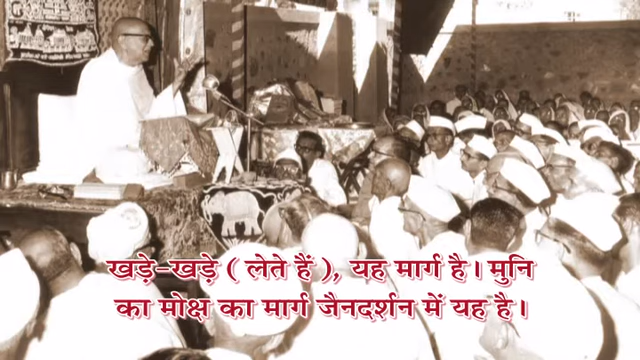 खड़े-खड़े ( लेते हैं ), यह मार्ग है। मुनि
का मोक्ष का मार्ग जैनदर्शन में यह है।